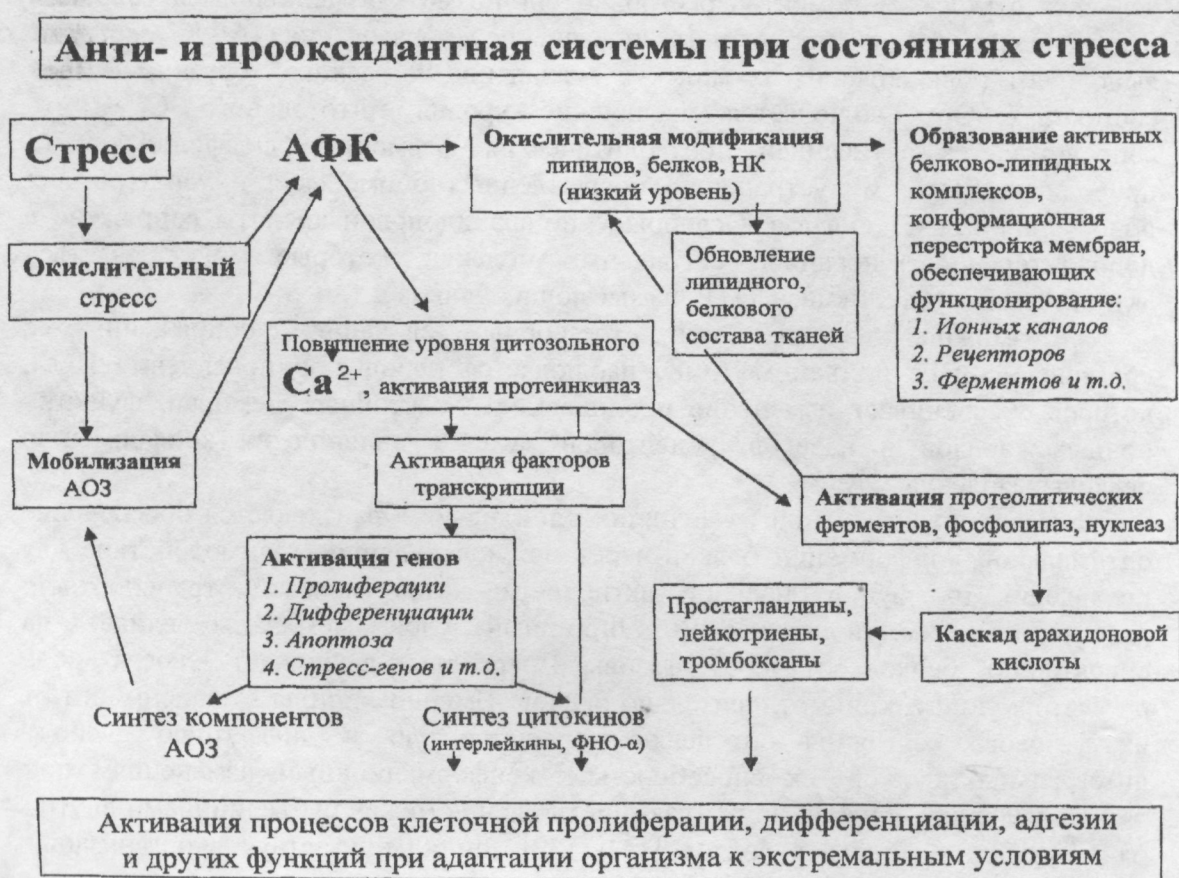 Анти- и прооксидантная системы при состояниях стресса
Стресс
АФК
Окислительная модификация
липидов, белков, НК
(низкий уровень)
Образование активных
белково-липидных
комплексов,
конформационная
перестройка мембран,
обеспечивающих
функционирование:
1. Ионных каналов
2. Рецепторов
3. Ферментов и т.д.
Окислительный
стресс
Обновление
липидного,
белкового
состава тканей
Повышение уровня цитозольного
Ca2+ активация протеинкиназ
Мобилизация
АОЗ
Активация факторов
транскрипции
Активация протеолитических
ферментов, фосфолипаз, нуклеаз
Активация генов
1. Пролиферации
2. Дифференциации
3. Апоптоза
4. Стресс-генов и т.д.
Простагландины,
лейкотриены,
тромбоксаны
Каскад арахидоновой
кислоты
Синтез компонентов
АОЗ
Синтез цитокинов
(интерлейкины, ФНО-α)
Активация процессов клеточной пролиферации, дифференциации, адгезии
и других функций при адаптации организма к экстремальным условиям